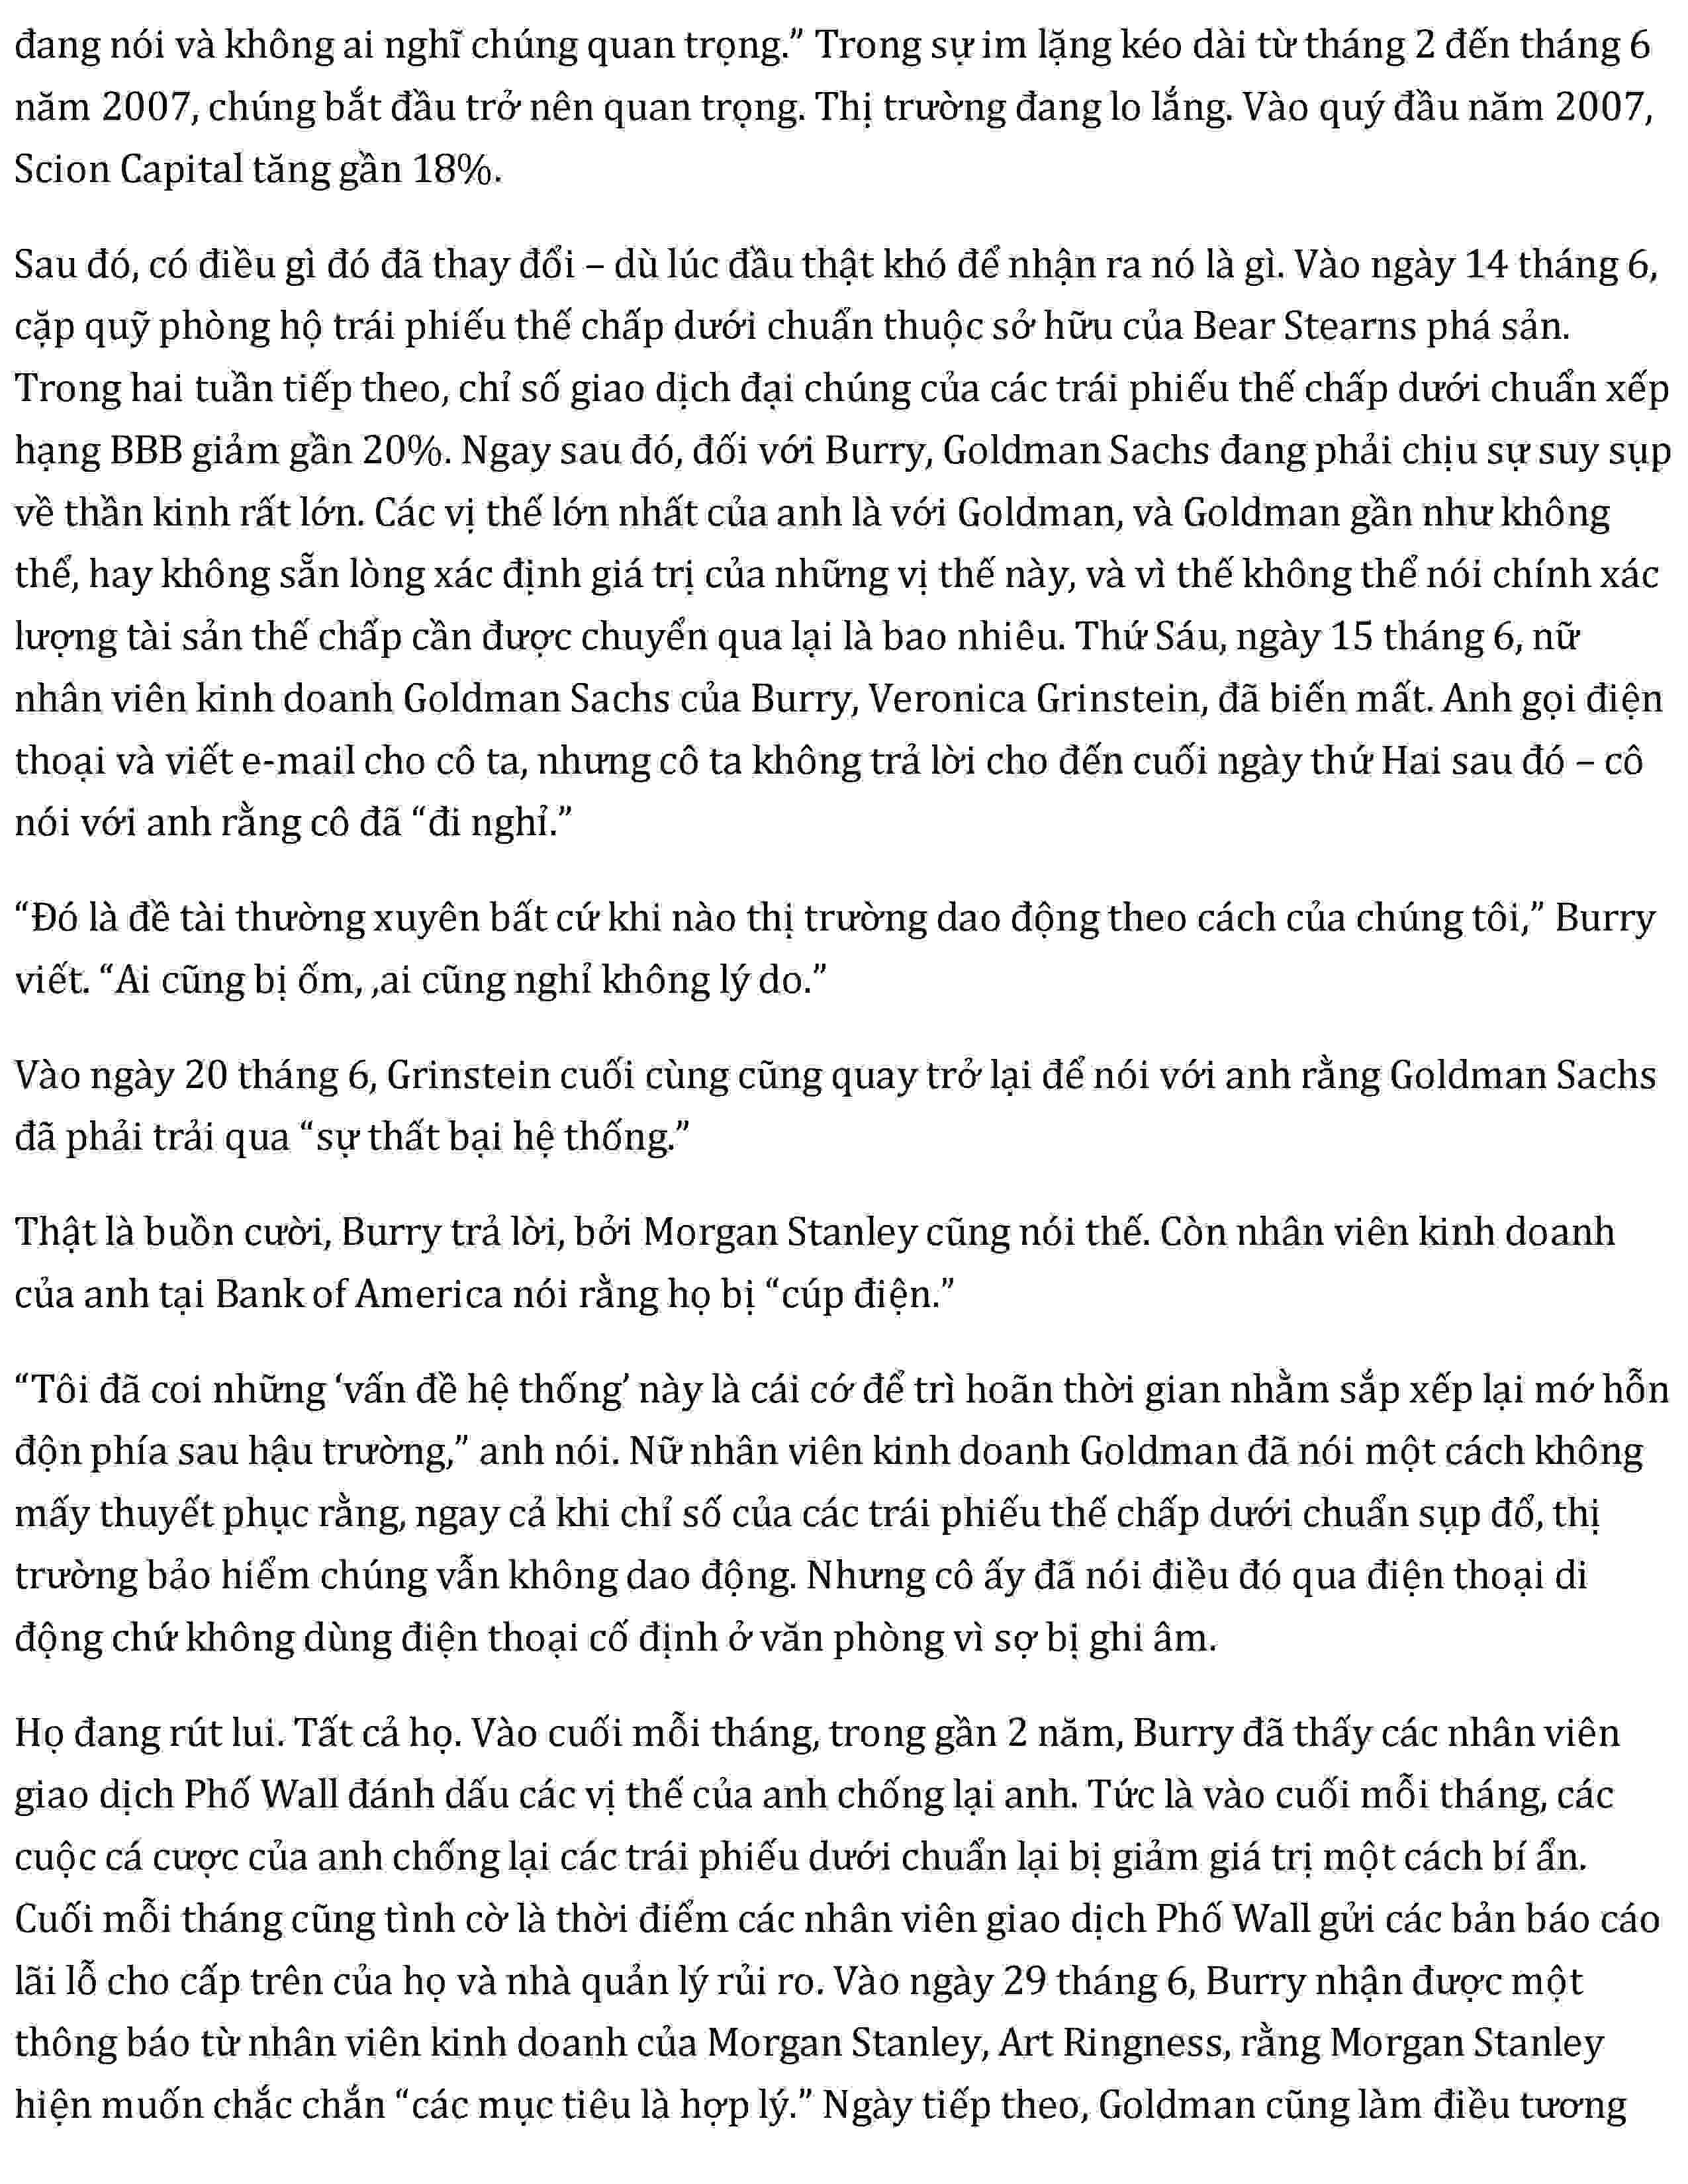 đang nói và không ai nghĩ chúng quan trọng.” Trong sự im lặng kéo dài từ tháng 2 đến tháng 6
năm 2007, chúng bắt đầu trở nên quan trọng. Thị trường đang lo lắng. Vào quý đầu năm 2007,
Scion Capital tăng gần 18%.
Sau đó, có điều gì đó đã thay đổi – dù lúc đầu thật khó để nhận ra nó là gì. Vào ngày 14 tháng 6,
cặp quỹ phòng hộ trái phiếu thế chấp dưới chuẩn thuộc sở hữu của Bear Stearns phá sản.
Trong hai tuần tiếp theo, chỉ số giao dịch đại chúng của các trái phiếu thế chấp dưới chuẩn xếp
hạng BBB giảm gần 20%. Ngay sau đó, đối với Burry, Goldman Sachs đang phải chịu sự suy sụp
về thần kinh rất lớn. Các vị thế lớn nhất của anh là với Goldman, và Goldman gần như không
thể, hay không sẵn lòng xác định giá trị của những vị thế này, và vì thế không thể nói chính xác
lượng tài sản thế chấp cần được chuyển qua lại là bao nhiêu. Thứ Sáu, ngày 15 tháng 6, nữ
nhân viên kinh doanh Goldman Sachs của Burry, Veronica Grinstein, đã biến mất. Anh gọi điện
thoại và viết e-mail cho cô ta, nhưng cô ta không trả lời cho đến cuối ngày thứ Hai sau đó – cô
nói với anh rằng cô đã “đi nghỉ.”
“Đó là đề tài thường xuyên bất cứ khi nào thị trường dao động theo cách của chúng tôi,” Burry
viết. “Ai cũng bị ốm, ,ai cũng nghỉ không lý do.”
Vào ngày 20 tháng 6, Grinstein cuối cùng cũng quay trở lại để nói với anh rằng Goldman Sachs
đã phải trải qua “sự thất bại hệ thống.”
Thật là buồn cười, Burry trả lời, bởi Morgan Stanley cũng nói thế. Còn nhân viên kinh doanh
của anh tại Bank of America nói rằng họ bị “cúp điện.”
“Tôi đã coi những ‘vấn đề hệ thống’ này là cái cớ để trì hoãn thời gian nhằm sắp xếp lại mớ hỗn
độn phía sau hậu trường,” anh nói. Nữ nhân viên kinh doanh Goldman đã nói một cách không
mấy thuyết phục rằng, ngay cả khi chỉ số của các trái phiếu thế chấp dưới chuẩn sụp đổ, thị
trường bảo hiểm chúng vẫn không dao động. Nhưng cô ấy đã nói điều đó qua điện thoại di
động chứ không dùng điện thoại cố định ở văn phòng vì sợ bị ghi âm.
Họ đang rút lui. Tất cả họ. Vào cuối mỗi tháng, trong gần 2 năm, Burry đã thấy các nhân viên
giao dịch Phố Wall đánh dấu các vị thế của anh chống lại anh. Tức là vào cuối mỗi tháng, các
cuộc cá cược của anh chống lại các trái phiếu dưới chuẩn lại bị giảm giá trị một cách bí ẩn.
Cuối mỗi tháng cũng tình cờ là thời điểm các nhân viên giao dịch Phố Wall gửi các bản báo cáo
lãi lỗ cho cấp trên của họ và nhà quản lý rủi ro. Vào ngày 29 tháng 6, Burry nhận được một
thông báo từ nhân viên kinh doanh của Morgan Stanley, Art Ringness, rằng Morgan Stanley
hiện muốn chắc chắn “các mục tiêu là hợp lý.” Ngày tiếp theo, Goldman cũng làm điều tương